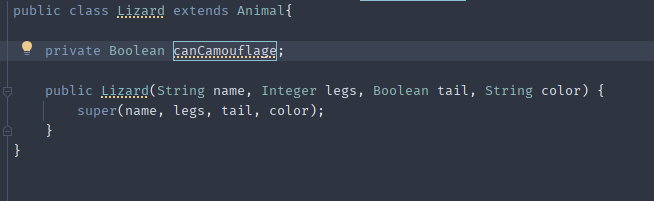 public class Lizard extends Animal{
private Boolean canCamouflage;
public Lizard(String name, Integer legs, Boolean tail, String color) {
super(name, legs, tail, color);
}
}